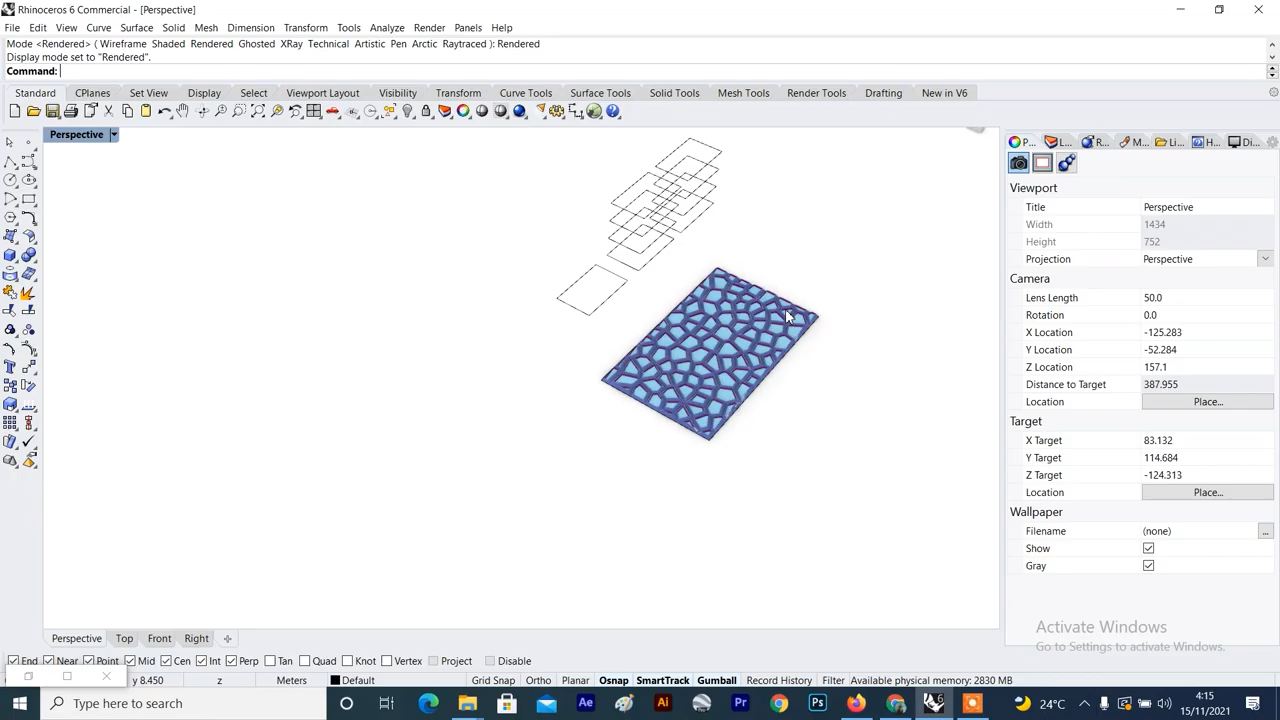 Rhinoceros 6 Commercial - [Perspective]
File Edit View Curve Surface Solid Mesh Dimension Transform Tools Analyze Render Panels Help
Mode <Rendered> ( Wireframe Shaded Rendered Ghosted XRay Technical Artistic Pen Arctic Raytraced ): Rendered
Display mode set to "Rendered".
Command:
Standard CPlanes Set View Display Select Viewport Layout Visibility Transform Curve Tools Surface Tools Solid Tools Mesh Tools Render Tools Drafting New in V6
Perspective
P... L... R... M... Li... H... Di...
Viewport
Title Perspective
Width 1434
Height 752
Projection Perspective
Camera
Lens Length 50.0
Rotation 0.0
X Location -125.283
Y Location -52.284
Z Location 157.1
Distance to Target 387.955
Location Place...
Target
X Target 83.132
Y Target 114.684
Z Target -124.313
Location Place...
Wallpaper
Filename (none) ...
Show
Gray
Activate Windows
Go to Settings to activate Windows.
Perspective Top Front Right
End Near Point Mid Cen Int Perp Tan Quad Knot Vertex Project Disable
y 8.450 z Meters Default Grid Snap Ortho Planar Osnap SmartTrack Gumball Record History Filter Available physical memory: 2830 MB
Type here to search
Ae Ai Pr Ps
24°C
4:15
15/11/2021